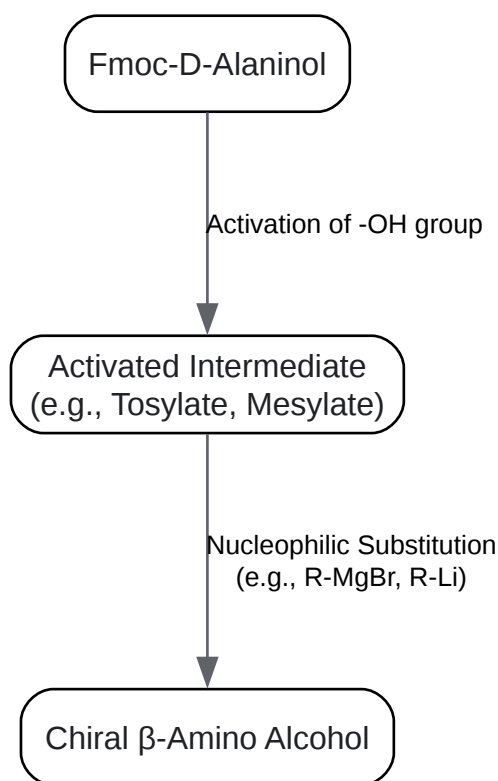 Fmoc-D-Alaninol
Activation of -OH group
Activated Intermediate
(e.g., Tosylate, Mesylate)
Nucleophilic Substitution
(e.g., R-MgBr, R-Li)
Chiral β-Amino Alcohol